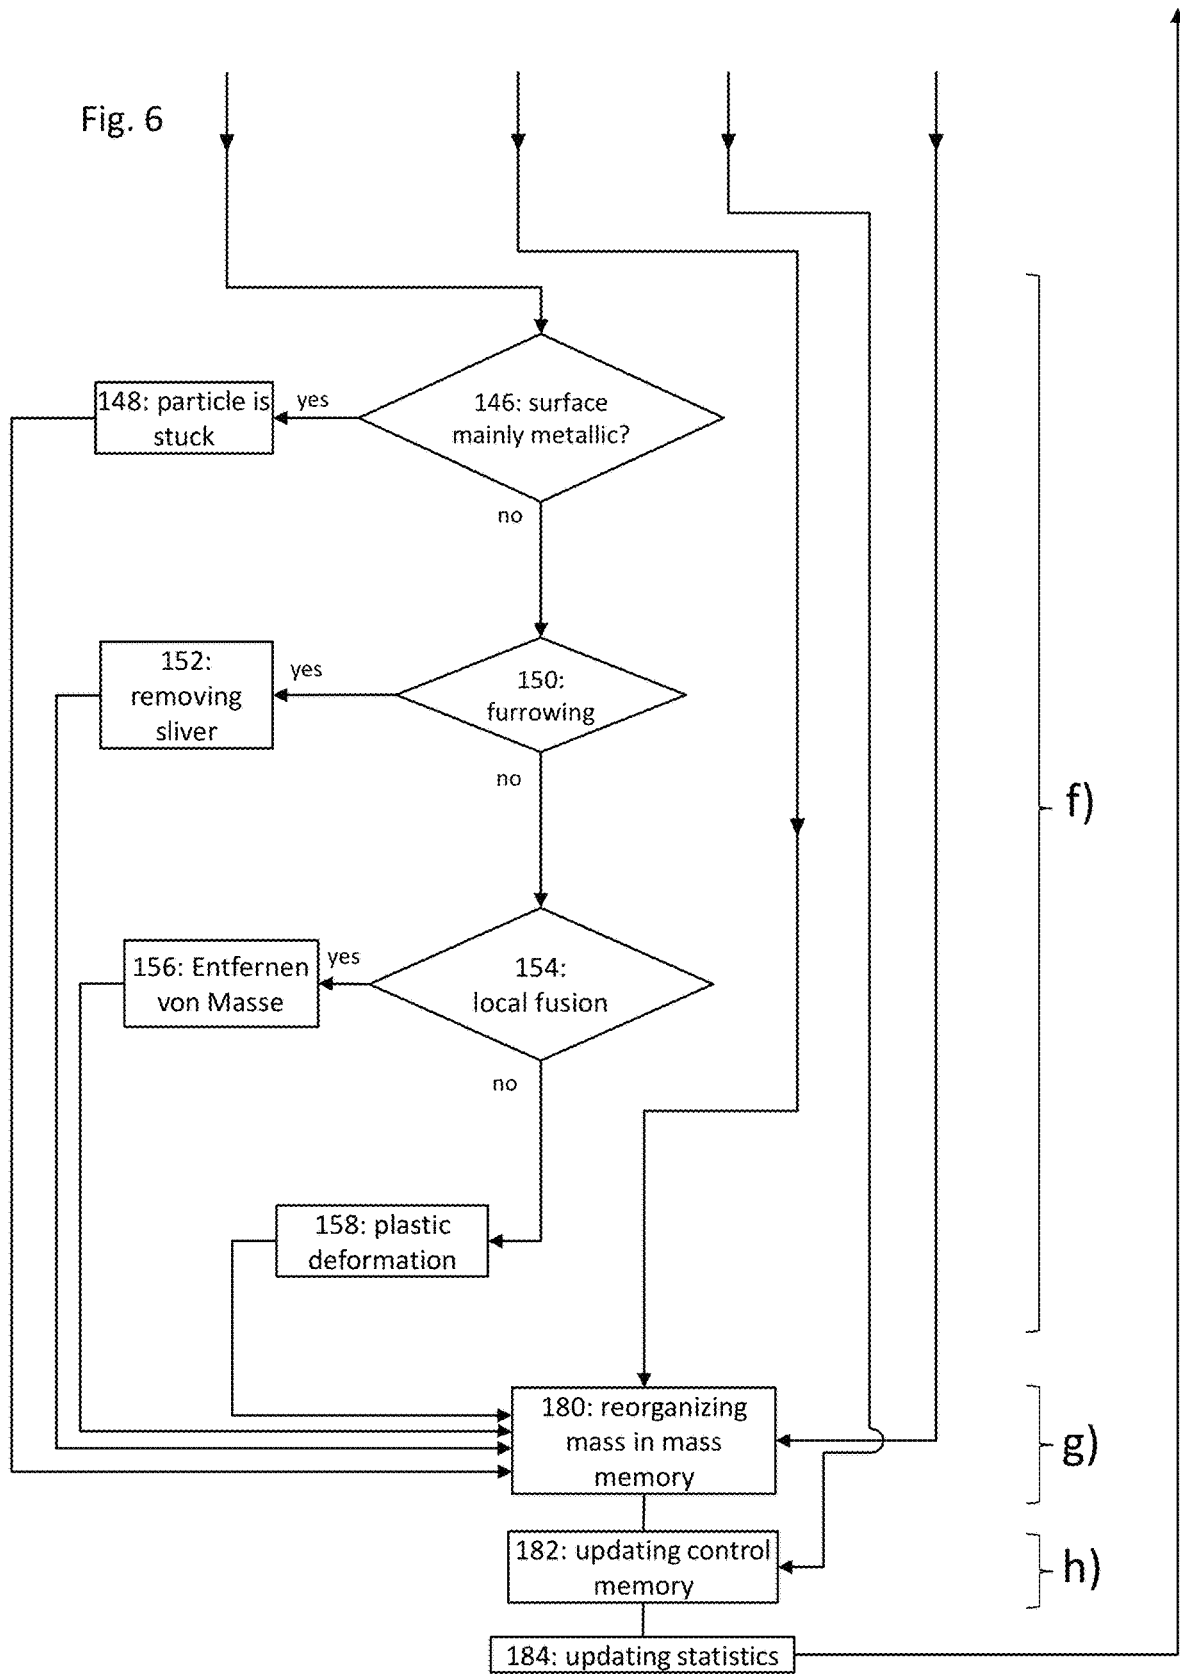 Fig. 6
148: particle is
stuck
yes
146: surface
mainly metallic?
no
152:
removing
sliver
yes
150:
furrowing
no
f)
156: Entfernen
von Masse
yes
154:
local fusion
no
158: plastic
deformation
180: reorganizing
mass in mass
memory
g)
182: updating control
memory
h)
184: updating statistics